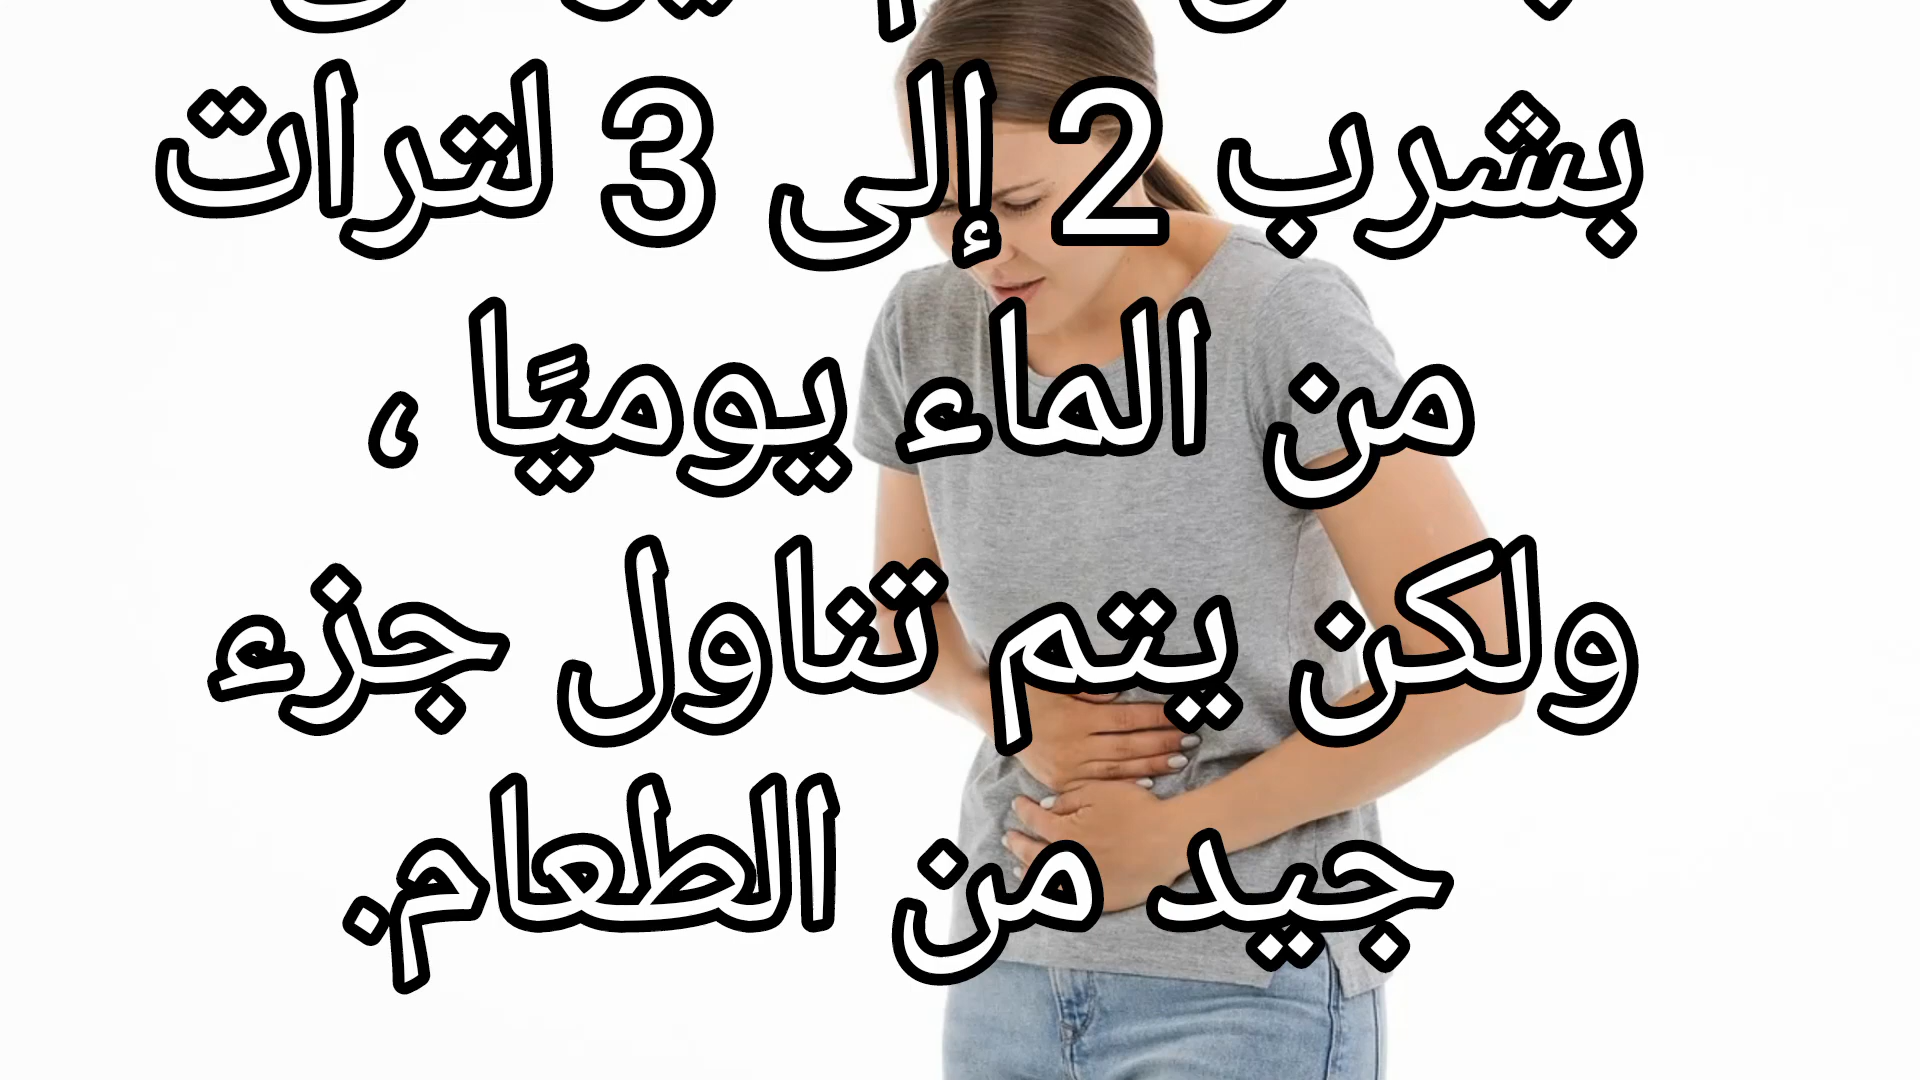 بشرب 2 إلى 3 لترات
من الماء يوميًا ،
ولكن يتم تناول جزء
جيد من الطعام.